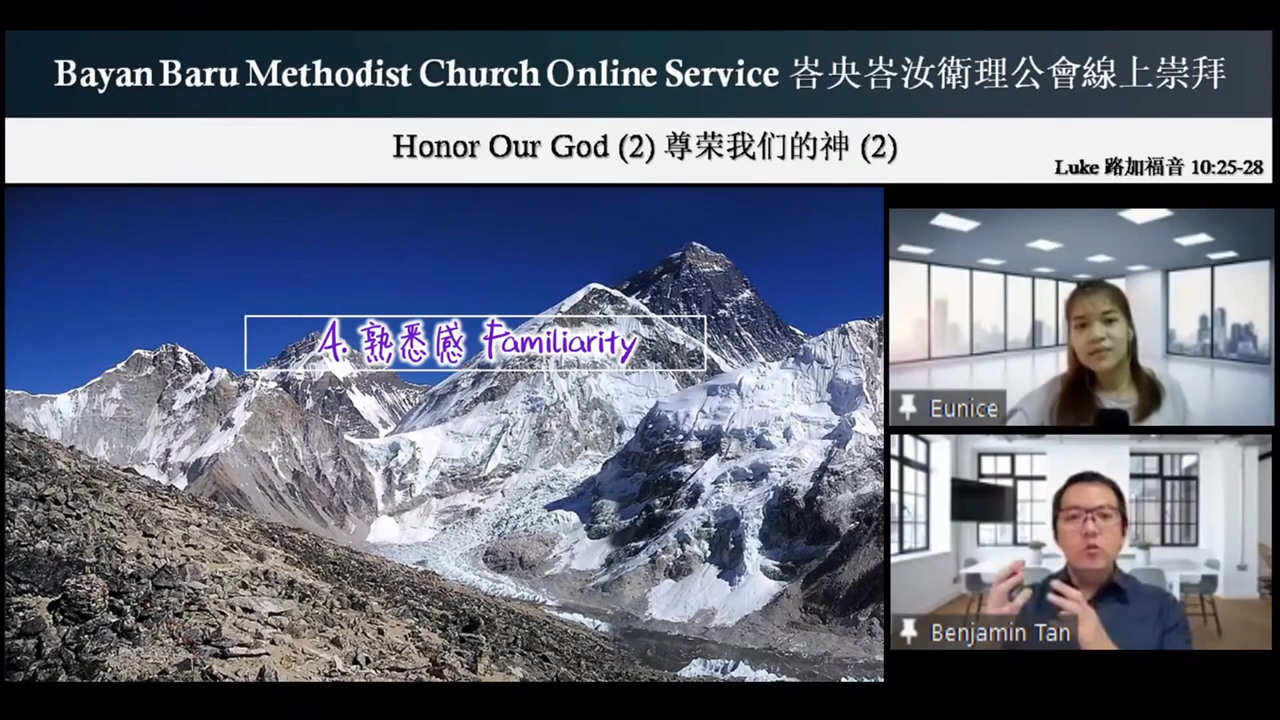 Bayan Baru Methodist Church Online Service 峇央峇汝衛理公會線上崇拜
Honor Our God (2) 尊荣我们的神 (2)
Luke 路加福音 10:25-28
A. 熟悉感 Familiarity
Eunice
Benjamin Tan